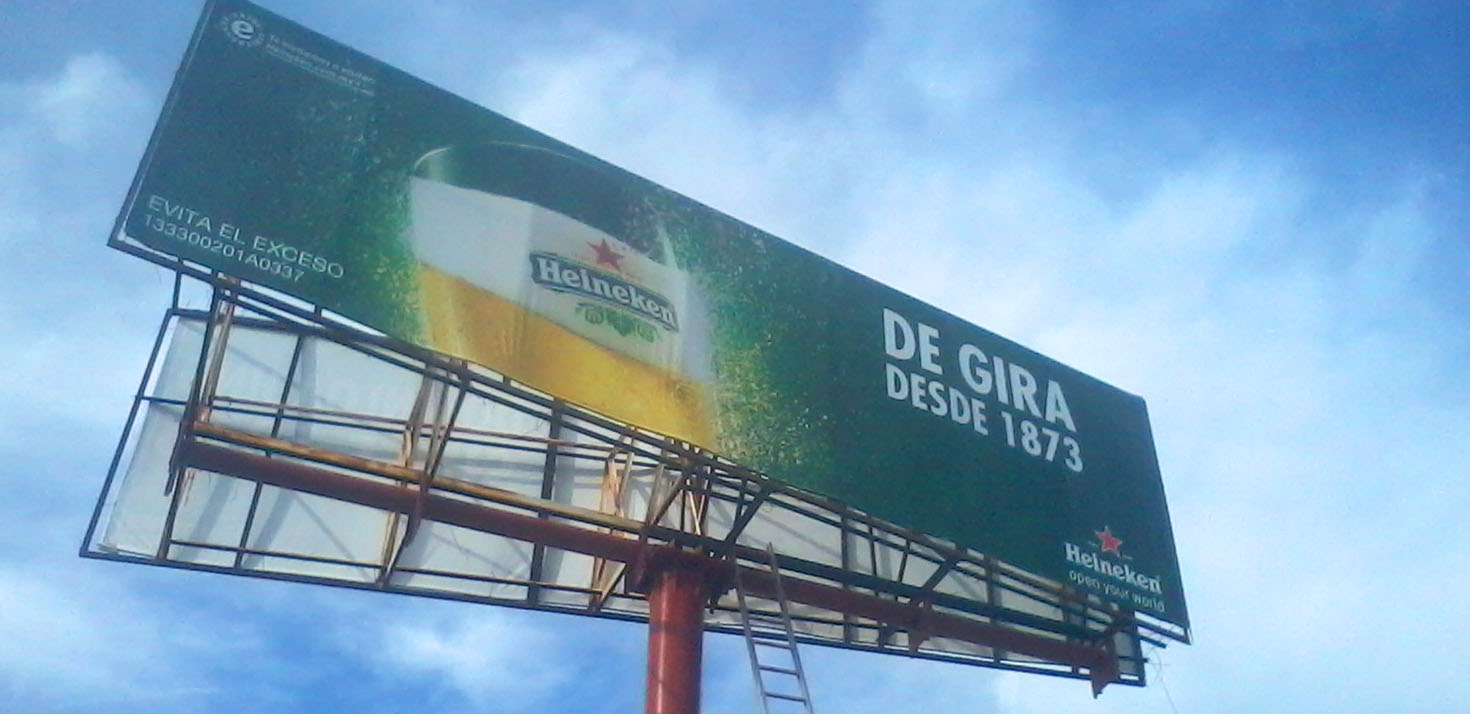 e
EVITA EL EXCESO
133300201A0337
Heineken
DE GIRA
DESDE 1873
Heineken
open your world